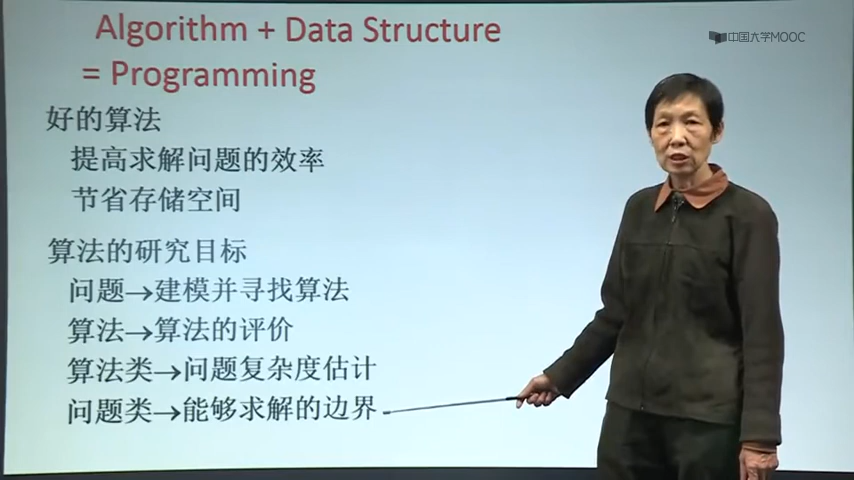 Algorithm + Data Structure
= Programming
中国大学MOOC
好的算法
提高求解问题的效率
节省存储空间
算法的研究目标
问题→建模并寻找算法
算法→算法的评价
算法类→问题复杂度估计
问题类→能够求解的边界